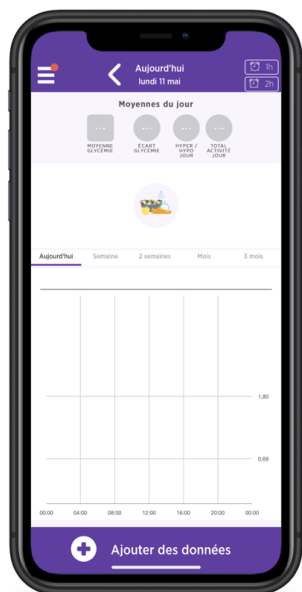 Aujourd'hui
lundi 11 mai
1h
2h
Moyennes du jour
...
...
...
...
MOYENNE
GLYCÉMIE
ÉCART
GLYCÉMIE
HYPER /
HYPO
JOUR
TOTAL
ACTIVITÉ
JOUR
Aujourd'hui Semaine 2 semaines Mois 3 mois
1,80
0,69
00:00 04:00 08:00 12:00 16:00 20:00 00:00
Ajouter des données